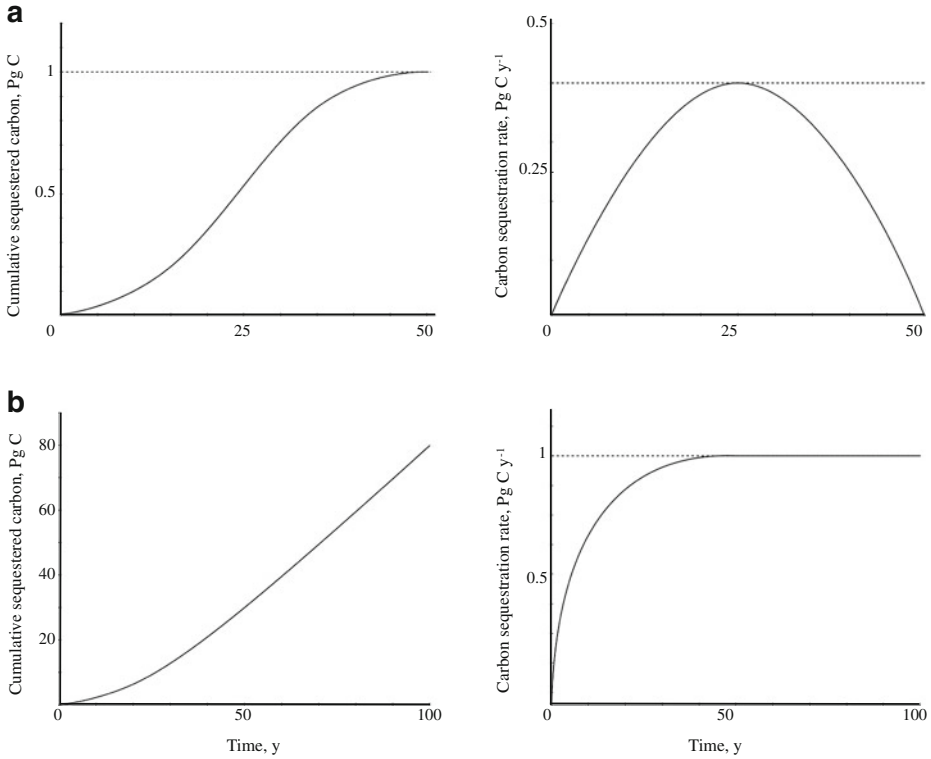 a
Cumulative sequestered carbon, Pg C
1
0.5
0
25
50
Carbon sequestration rate, Pg C y-1
0.5
0.25
0
25
50
b
Cumulative sequestered carbon, Pg C
80
60
40
20
0
50
100
Time, y
Carbon sequestration rate, Pg C y-1
1
0.5
0
50
100
Time, y